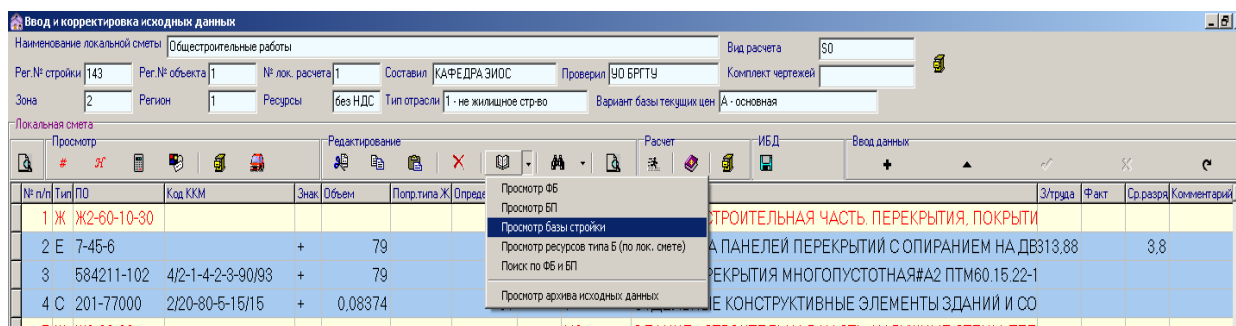 Ввод и корректировка исходных данных
Наименование локальной сметы Общестроительные работы Вид расчета S0
Рег.№ стройки 143 Рег.№ объекта 1 № лок. расчета 1 Составил КАФЕДРА ЭИОС Проверил УО БРГТУ Комплект чертежей
Зона 2 Регион 1 Ресурсы без НДС Тип отрасли 1 - не жилищное стр-во Вариант базы текущих цен А - основная
Локальная смета
Просмотр Редактирование Расчет ИБД Ввод данных
№ п/п Тип ПО Код ККМ Знак Объем Попр.типа Ж Опреде З/труда Факт Ср.разря Комментарий
Просмотр ФБ
Просмотр БП
Просмотр базы стройки
Просмотр ресурсов типа Б (по лок. смете)
Поиск по ФБ и БП
Просмотр архива исходных данных
1 Ж Ж2-60-10-30 СТРОИТЕЛЬНАЯ ЧАСТЬ. ПЕРЕКРЫТИЯ, ПОКРЫТИ
2 Е 7-45-6 + 79 А ПАНЕЛЕЙ ПЕРЕКРЫТИЙ С ОПИРАНИЕМ НА ДВ 313,88 3,8
3 584211-102 4/2-1-4-2-3-90/93 + 79 РЕКРЫТИЯ МНОГОПУСТОТНАЯ#А2 ПТМ60.15.22-1
4 С 201-77000 2/20-80-5-15/15 + 0,08374 ОТДЕЛЬНЫЕ КОНСТРУКТИВНЫЕ ЭЛЕМЕНТЫ ЗДАНИЙ И СО